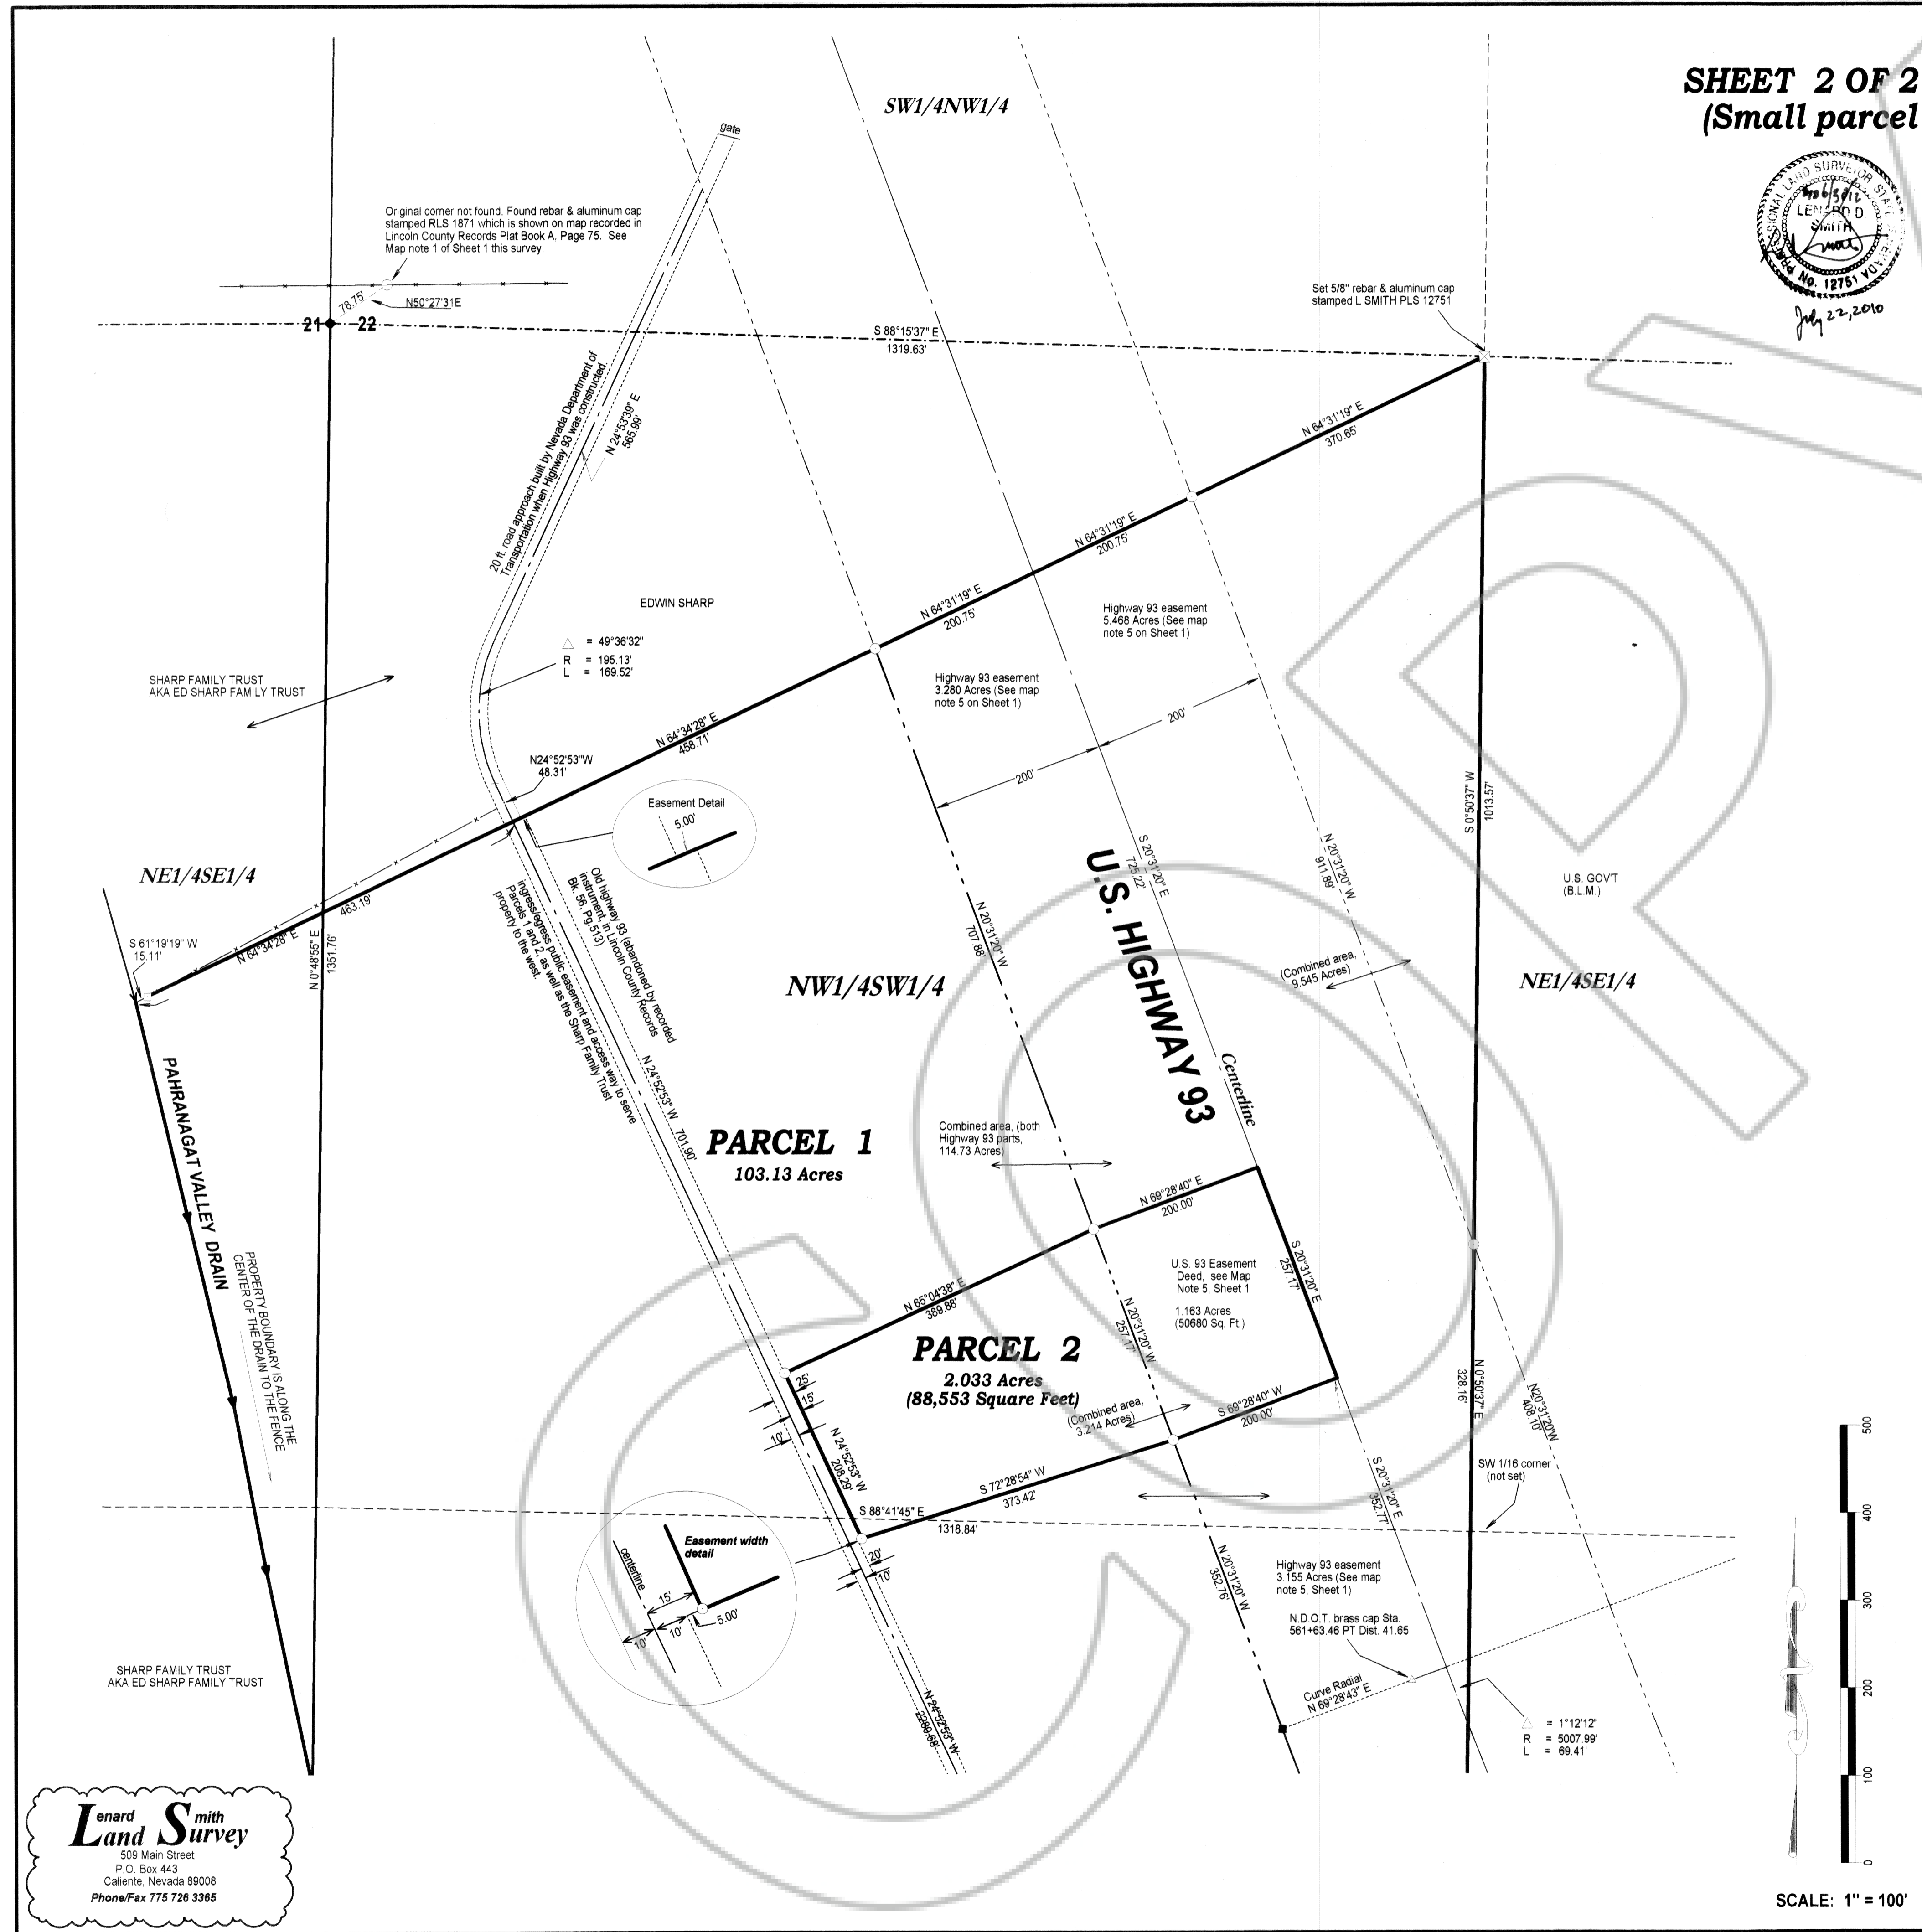 SHEET 2 OF 2
(Small parcel
SW1/4NW1/4
gate
PROFESSIONAL LAND SURVEYOR STATE
NEVADA
LENARD D
SMITH
No. 12751
July 22, 2010
Original corner not found. Found rebar & aluminum cap
stamped RLS 1871 which is shown on map recorded in
Lincoln County Records Plat Book A, Page 75. See
Map note 1 of Sheet 1 this survey.
78.75'
N50°27'31E
21
22
Set 5/8" rebar & aluminum cap
stamped L SMITH PLS 12751
S 88°15'37" E
1319.63'
20 ft. road approach built by Nevada Department of
Transportation when Highway 93 was constructed.
N 24°53'39" E
565.99'
N 64°31'19" E
370.65'
N 64°31'19" E
200.75'
N 64°31'19" E
200.75'
EDWIN SHARP
Highway 93 easement
5.468 Acres (See map
note 5 on Sheet 1)
△ = 49°36'32"
R = 195.13'
L = 169.52'
SHARP FAMILY TRUST
AKA ED SHARP FAMILY TRUST
Highway 93 easement
3.280 Acres (See map
note 5 on Sheet 1)
200'
200'
N 64°34'28" E
458.71'
N24°52'53"W
48.31'
Easement Detail
5.00'
S 0°50'37" W
1013.57'
N 20°31'20" W
911.89'
S 20°31'20" E
725.22'
U.S. HIGHWAY 93
Centerline
U.S. GOV'T
(B.L.M.)
NE1/4SE1/4
463.19'
N 64°34'28" E
S 61°19'19" W
15.11'
N 0°48'55" E
1351.76'
Old highway 93 (abandoned by recorded
instrument, in Lincoln County Records
Bk. 56, Pg.513)
ingress/egress public easement and access way to serve
Parcels 1 and 2, as well as the Sharp Family Trust
property to the west.
N 20°31'20" W
707.88'
NW1/4SW1/4
(Combined area,
9.545 Acres)
NE1/4SE1/4
PAHRANAGAT VALLEY DRAIN
PROPERTY BOUNDARY IS ALONG THE
CENTER OF THE DRAIN TO THE FENCE
N 24°52'53" W
701.90'
PARCEL 1
103.13 Acres
Combined area, (both
Highway 93 parts,
114.73 Acres)
N 69°28'40" E
200.00'
S 20°31'20" E
257.17'
U.S. 93 Easement
Deed, see Map
Note 5, Sheet 1
1.163 Acres
(50680 Sq. Ft.)
N 65°04'38" E
389.88'
N 20°31'20" W
257.17'
PARCEL 2
2.033 Acres
(88,553 Square Feet)
25'
15'
10'
N 24°52'53" W
208.29'
(Combined area,
3.214 Acres)
S 69°28'40" W
200.00'
N 0°50'37" E
328.16'
N20°31'20"W
408.10'
SW 1/16 corner
(not set)
S 72°28'54" W
373.42'
S 20°31'20" E
352.77'
S 88°41'45" E
1318.84'
Easement width
detail
centerline
15'
10'
10'
5.00'
20'
10'
N 20°31'20" W
352.76'
Highway 93 easement
3.155 Acres (See map
note 5, Sheet 1)
N.D.O.T. brass cap Sta.
561+63.46 PT Dist. 41.65
Curve Radial
N 69°28'43" E
△ = 1°12'12"
R = 5007.99'
L = 69.41'
SHARP FAMILY TRUST
AKA ED SHARP FAMILY TRUST
N 24°52'53" W
2280.68'
500
400
300
200
100
0
SCALE: 1" = 100'
Lenard Smith
Land Survey
509 Main Street
P.O. Box 443
Caliente, Nevada 89008
Phone/Fax 775 726 3365